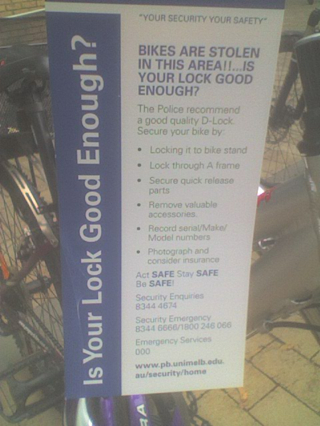 "YOUR SECURITY YOUR SAFETY"
Is Your Lock Good Enough?
BIKES ARE STOLEN
IN THIS AREA!!...IS
YOUR LOCK GOOD
ENOUGH?
The Police recommend
a good quality D-Lock.
Secure your bike by:
• Locking it to bike stand
• Lock through A frame
• Secure quick release
parts
• Remove valuable
accessories.
• Record serial/Make/
Model numbers
• Photograph and
consider insurance
Act SAFE Stay SAFE
Be SAFE!
Security Enquiries
8344 4674
Security Emergency
8344 6666/1800 246 066
Emergency Services
000
www.pb.unimelb.edu.
au/security/home